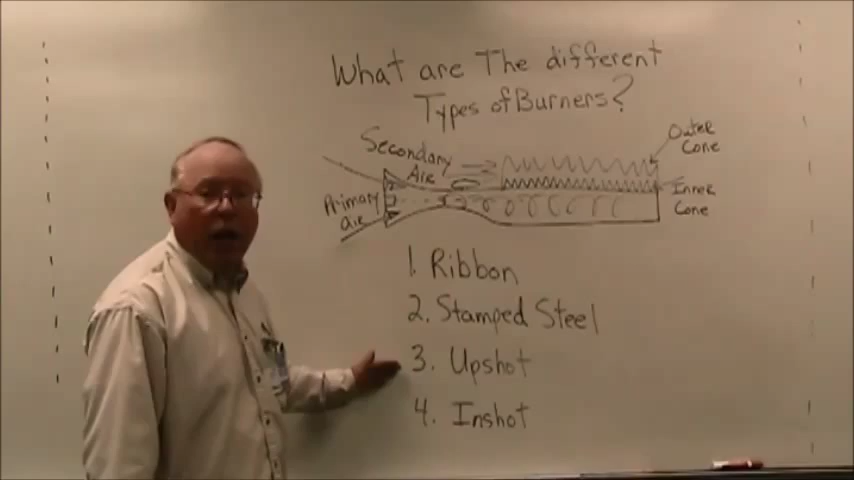 What are The different
Types of Burners?
Secondary
Air
Outer
Cone
Primary
air
Inner
Cone
1. Ribbon
2. Stamped Steel
3. Upshot
4. Inshot